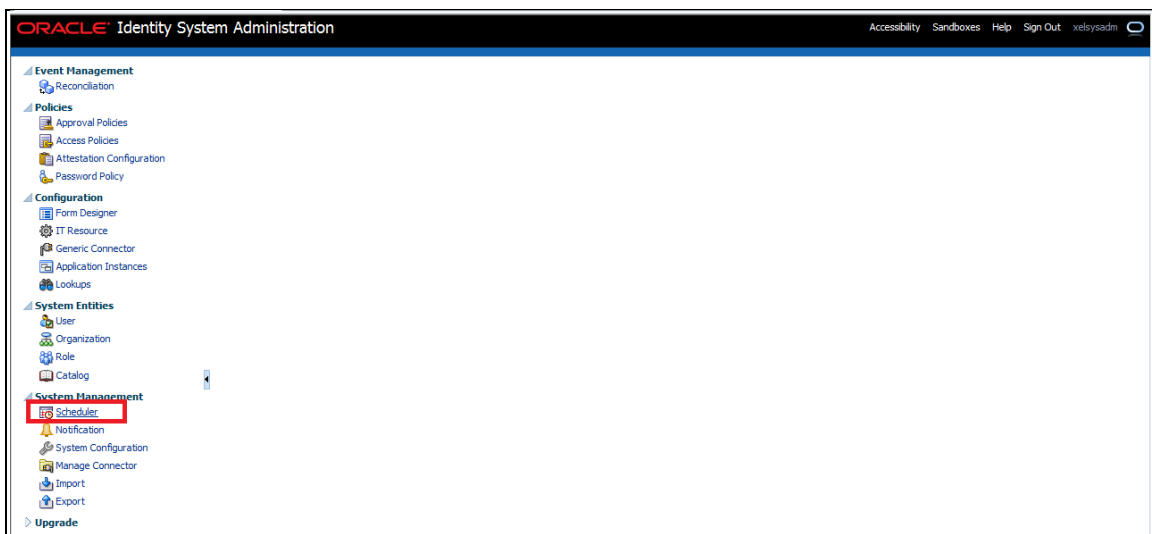 ORACLE Identity System Administration
Accessibility Sandboxes Help Sign Out xelsysadm
Event Management
Reconciliation
Policies
Approval Policies
Access Policies
Attestation Configuration
Password Policy
Configuration
Form Designer
IT Resource
Generic Connector
Application Instances
Lookups
System Entities
User
Organization
Role
Catalog
System Management
Scheduler
Notification
System Configuration
Manage Connector
Import
Export
Upgrade